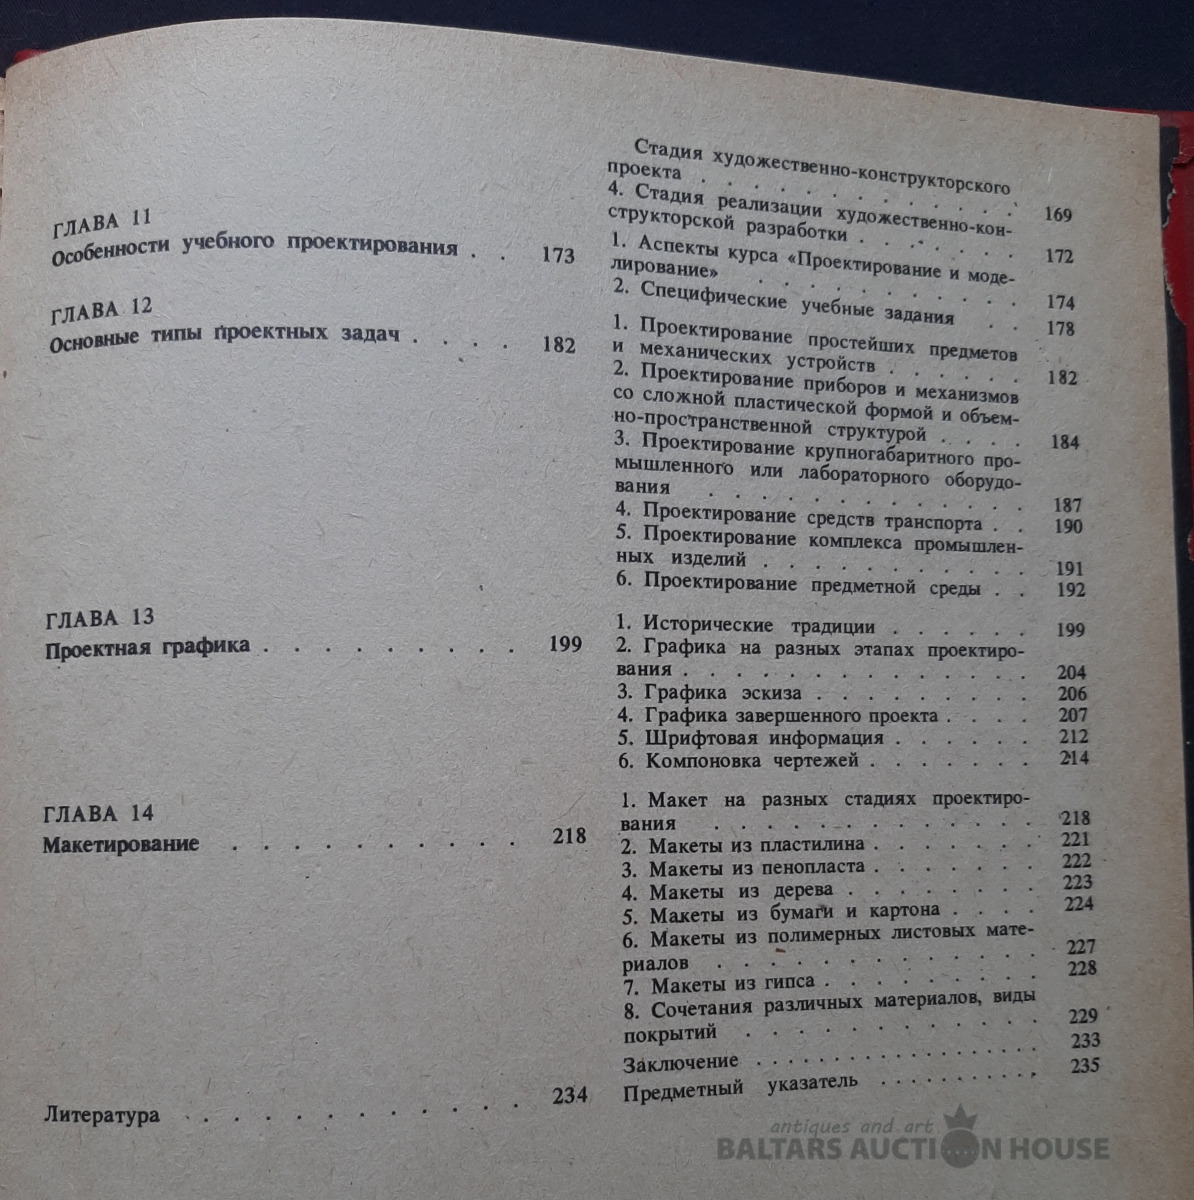 Стадия художественно-конструкторского
проекта . . . . . . . . . . . . 169
4. Стадия реализации художественно-кон-
структорской разработки . . . . . . 172
ГЛАВА 11
Особенности учебного проектирования . . 173
1. Аспекты курса «Проектирование и моде-
лирование» . . . . . . . . . . 174
2. Специфические учебные задания . . 178
ГЛАВА 12
Основные типы проектных задач . . . . 182
1. Проектирование простейших предметов
и механических устройств . . . . . . 182
2. Проектирование приборов и механизмов
со сложной пластической формой и объем-
но-пространственной структурой . . . . 184
3. Проектирование крупногабаритного про-
мышленного или лабораторного оборудо-
вания . . . . . . . . . . . . 187
4. Проектирование средств транспорта . . 190
5. Проектирование комплекса промышлен-
ных изделий . . . . . . . . . . . 191
6. Проектирование предметной среды . . 192
ГЛАВА 13
Проектная графика . . . . . . . . . . 199
1. Исторические традиции . . . . . . 199
2. Графика на разных этапах проектиро-
вания . . . . . . . . . . . . . . 204
3. Графика эскиза . . . . . . . . . 206
4. Графика завершенного проекта . . . . 207
5. Шрифтовая информация . . . . . . 212
6. Компоновка чертежей . . . . . . . 214
ГЛАВА 14
Макетирование . . . . . . . . . . 218
1. Макет на разных стадиях проектиро-
вания . . . . . . . . . . . . 218
2. Макеты из пластилина . . . . . . . 221
3. Макеты из пенопласта . . . . . . . 222
4. Макеты из дерева . . . . . . . . 223
5. Макеты из бумаги и картона . . . . 224
6. Макеты из полимерных листовых мате-
риалов . . . . . . . . . . . . 227
7. Макеты из гипса . . . . . . . . . 228
8. Сочетания различных материалов, виды
покрытий . . . . . . . . . . . 229
Заключение . . . . . . . . . . . . . . . . 233
Литература . . . . . . . . . . . . 234
Предметный указатель . . . . . . . . . . . 235
antiques and art
BALTARS AUCTION HOUSE